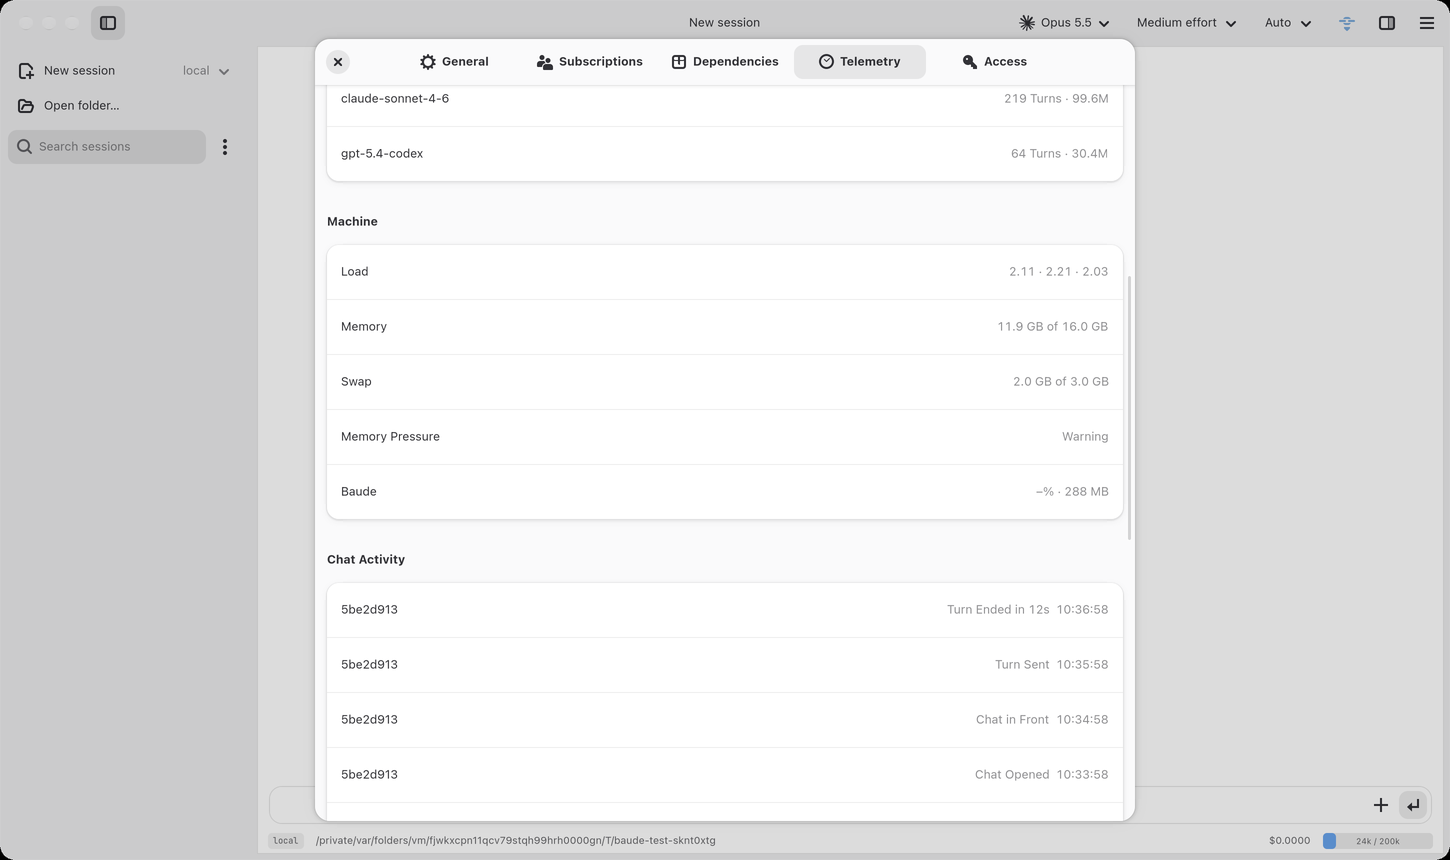 New session
Opus 5.5
Medium effort
Auto
New session
local
Open folder...
Search sessions
General
Subscriptions
Dependencies
Telemetry
Access
claude-sonnet-4-6
219 Turns · 99.6M
gpt-5.4-codex
64 Turns · 30.4M
Machine
Load
2.11 · 2.21 · 2.03
Memory
11.9 GB of 16.0 GB
Swap
2.0 GB of 3.0 GB
Memory Pressure
Warning
Baude
–% · 288 MB
Chat Activity
5be2d913
Turn Ended in 12s 10:36:58
5be2d913
Turn Sent 10:35:58
5be2d913
Chat in Front 10:34:58
5be2d913
Chat Opened 10:33:58
local
/private/var/folders/vm/fjwkxcpn11qcv79stqh99hrh0000gn/T/baude-test-sknt0xtg
$0.0000
24k / 200k